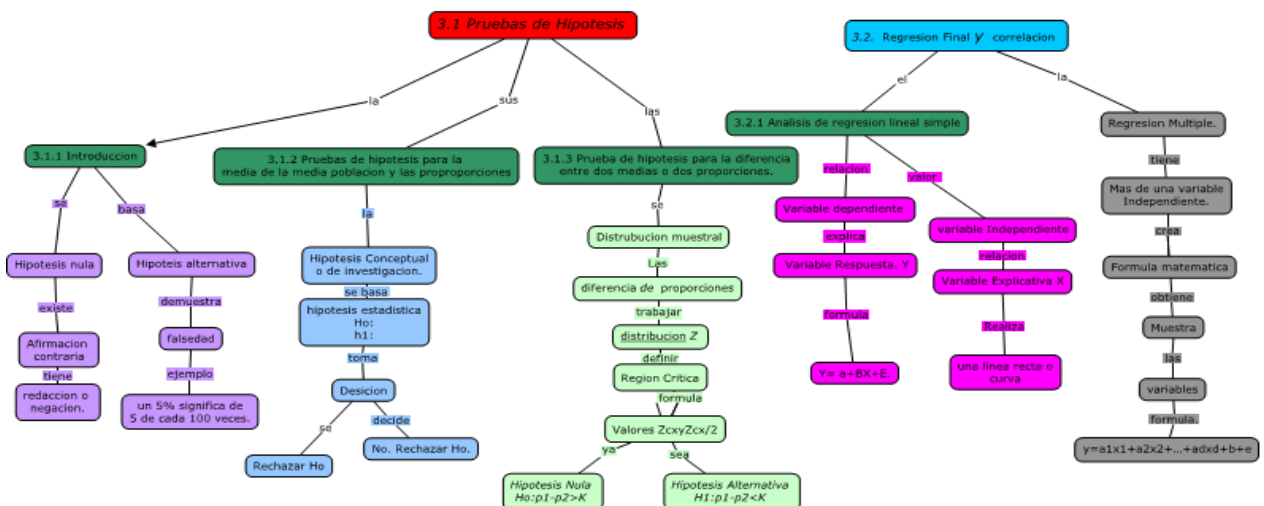 3.1 Pruebas de Hipotesis
la
sus
las
3.1.1 Introduccion
se
basa
Hipotesis nula
existe
Afirmacion
contraria
tiene
redaccion o
negacion.
Hipoteis alternativa
demuestra
falsedad
ejemplo
un 5% significa de
5 de cada 100 veces.
3.1.2 Pruebas de hipotesis para la
media de la media poblacion y las proproporciones
la
Hipotesis Conceptual
o de investigacion.
se basa
hipotesis estadistica
Ho:
h1:
toma
Desicion
se
decide
Rechazar Ho
No. Rechazar Ho.
3.1.3 Prueba de hipotesis para la diferencia
entre dos medias o dos proporciones.
se
Distrubucion muestral
Las
diferencia de proporciones
trabajar
distribucion Z
definir
Region Critica
formula
Valores ZcxyZcx/2
ya
sea
Hipotesis Nula
Ho:p1-p2>K
Hipotesis Alternativa
H1:p1-p2<K
3.2. Regresion Final y correlacion
el
la
3.2.1 Analisis de regresion lineal simple
relacion
valor
Variable dependiente
explica
Variable Respuesta. Y
formula
Y= a+BX+E.
variable Independiente
relacion
Variable Explicativa X
Realiza
una linea recta o
curva
Regresion Multiple.
tiene
Mas de una variable
Independiente.
crea
Formula matematica
obtiene
Muestra
las
variables
formula.
y=a1x1+a2x2+...+adxd+b+e